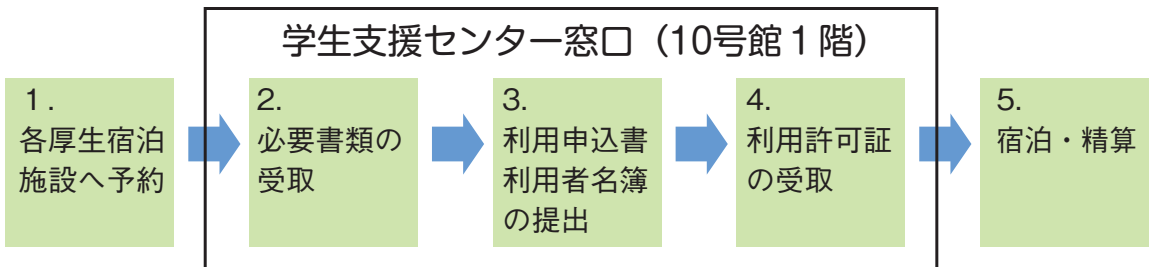 学生支援センター窓口（10号館１階）
１.
各厚生宿泊
施設へ予約
2.
必要書類の
受取
3.
利用申込書
利用者名簿
の提出
4.
利用許可証
の受取
5.
宿泊・精算